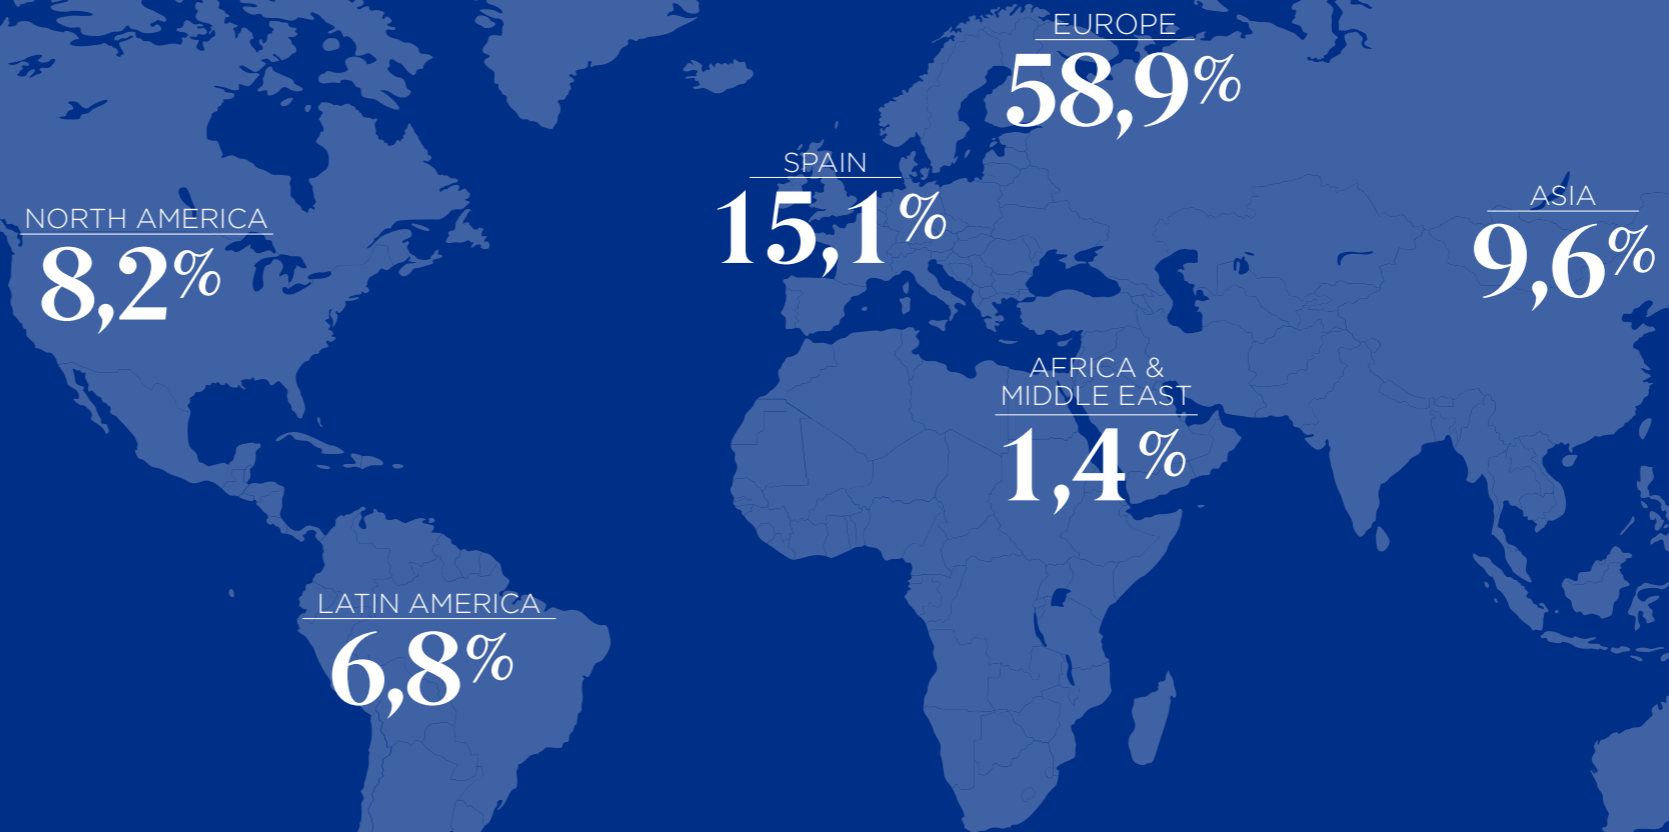 EUROPE
58,9%
SPAIN
15,1%
ASIA
9,6%
NORTH AMERICA
8,2%
AFRICA &
MIDDLE EAST
1,4%
LATIN AMERICA
6,8%